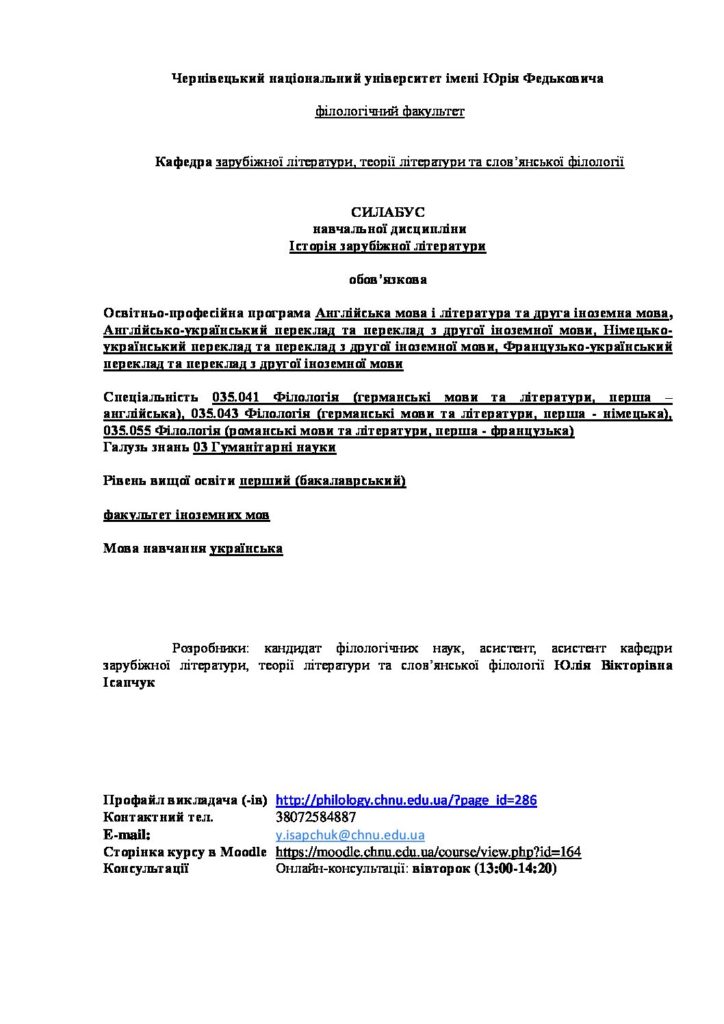 Чернівецький національний університет імені Юрія Федьковича
філологічний факультет
Кафедра зарубіжної літератури, теорії літератури та слов’янської філології
СИЛАБУС
навчальної дисципліни
Історія зарубіжної літератури
обов’язкова
Освітньо-професійна програма Англійська мова і література та друга іноземна мова,
Англійсько-український переклад та переклад з другої іноземної мови, Німецько-
український переклад та переклад з другої іноземної мови, Французько-український
переклад та переклад з другої іноземної мови
Спеціальність 035.041 Філологія (германські мови та літератури, перша –
англійська), 035.043 Філологія (германські мови та літератури, перша - німецька),
035.055 Філологія (романські мови та літератури, перша - французька)
Галузь знань 03 Гуманітарні науки
Рівень вищої освіти перший (бакалаврський)
факультет іноземних мов
Мова навчання українська
Розробники: кандидат філологічних наук, асистент, асистент кафедри
зарубіжної літератури, теорії літератури та слов’янської філології Юлія Вікторівна
Ісапчук
Профайл викладача (-ів) http://philology.chnu.edu.ua/?page_id=286
Контактний тел. 38072584887
E-mail: y.isapchuk@chnu.edu.ua
Сторінка курсу в Moodle https://moodle.chnu.edu.ua/course/view.php?id=164
Консультації Онлайн-консультації: вівторок (13:00-14:20)